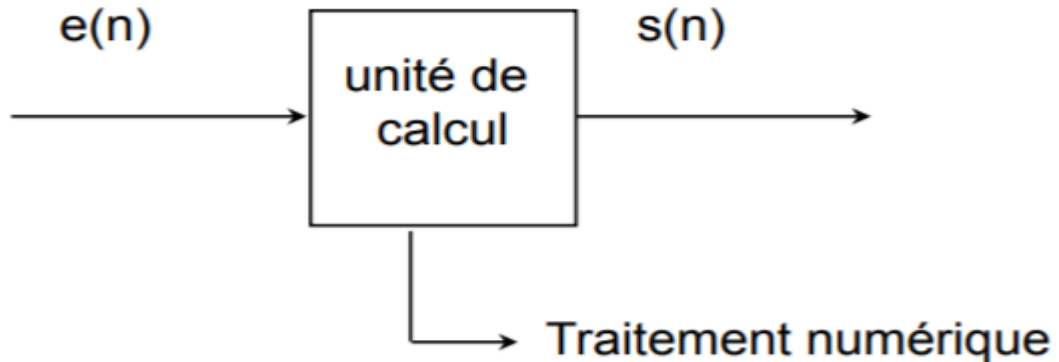 e(n)
s(n)
unité de
calcul
Traitement numérique